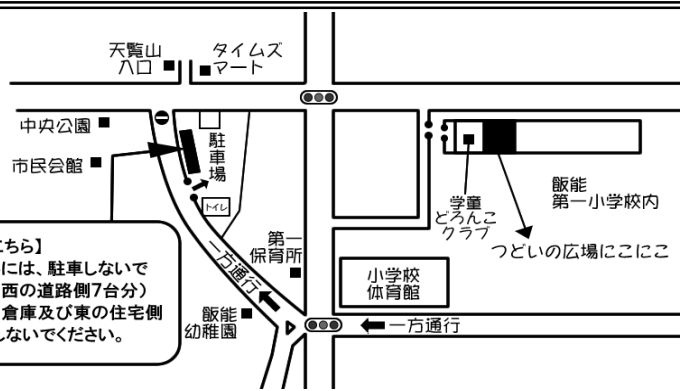 天覧山
入口
タイムズ
マート
中央公園
市民会館
駐車場
トイレ
学童
どろんこ
クラブ
飯能
第一小学校内
つどいの広場にこにこ
第一
保育所
小学校
体育館
一方通行
飯能
幼稚園
一方通行
こちら】
には、駐車しないで
西の道路側7台分）
倉庫及び東の住宅側
しないでください。